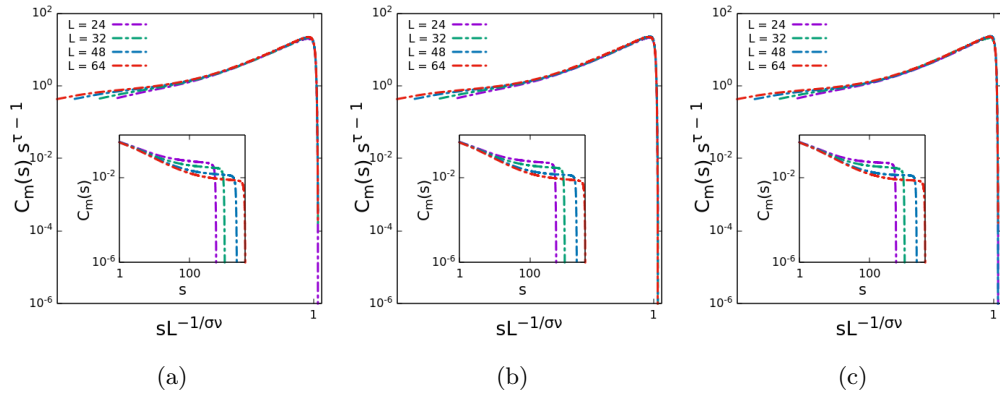 10²
10⁰
10⁻²
10⁻⁴
10⁻⁶
Cₘ(s) s^τ − 1
L = 24
L = 32
L = 48
L = 64
Cₘ(s)
10⁻²
10⁻⁶
1
100
s
1
sL^−1/σν
(a)
10²
10⁰
10⁻²
10⁻⁴
10⁻⁶
Cₘ(s) s^τ − 1
L = 24
L = 32
L = 48
L = 64
Cₘ(s)
10⁻²
10⁻⁶
1
100
s
1
sL^−1/σν
(b)
10²
10⁰
10⁻²
10⁻⁴
10⁻⁶
Cₘ(s) s^τ − 1
L = 24
L = 32
L = 48
L = 64
Cₘ(s)
10⁻²
10⁻⁶
1
100
s
1
sL^−1/σν
(c)